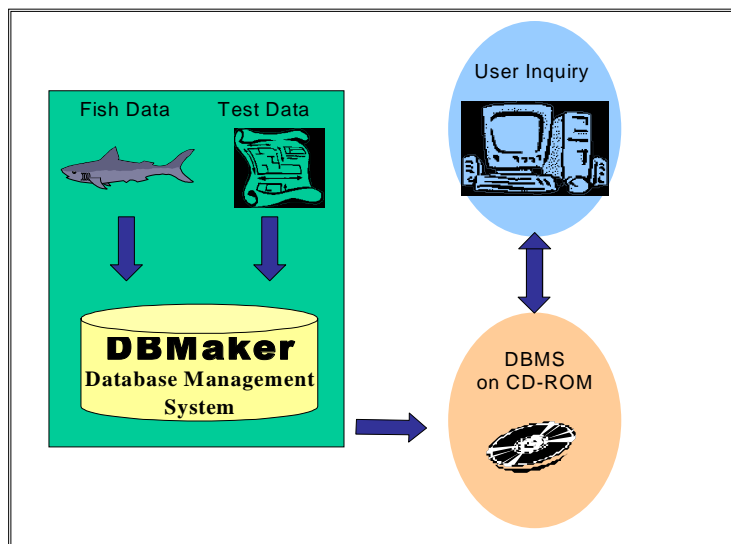 User Inquiry
Fish Data
Test Data
DBMaker
Database Management
System
DBMS
on CD-ROM